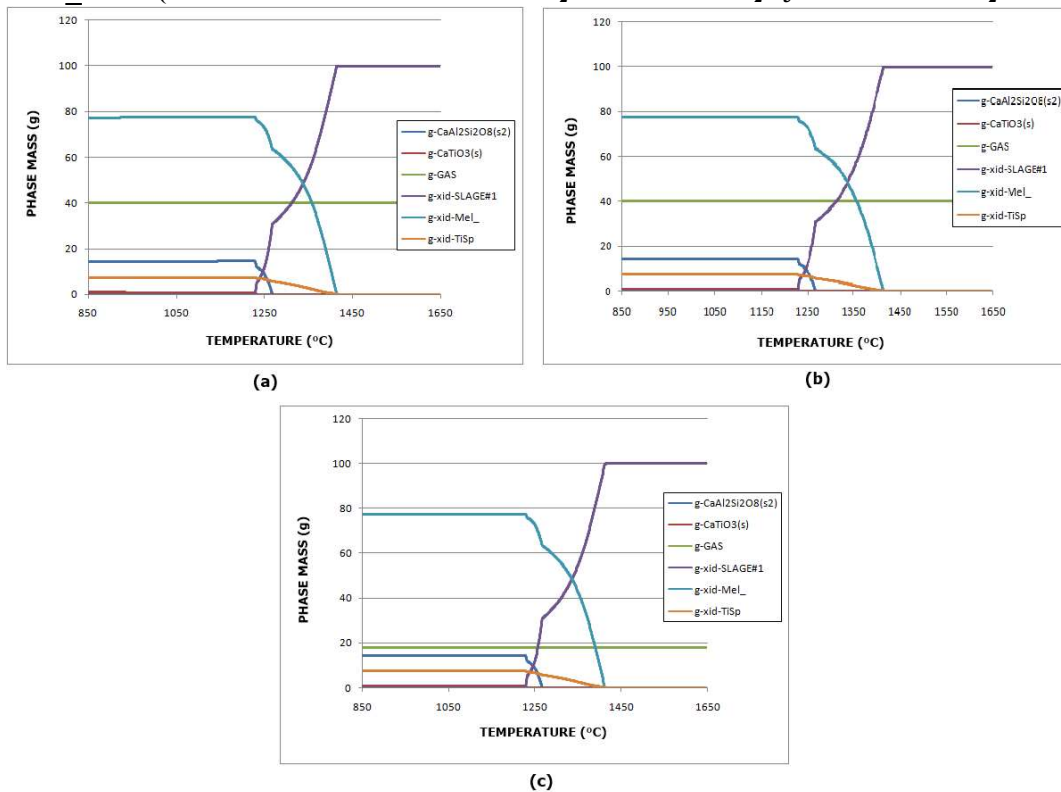 120
100
80
60
40
20
0
PHASE MASS (g)
850
1050
1250
1450
1650
TEMPERATURE (°C)
g-CaAl2Si2O8(s2)
g-CaTiO3(s)
g-GAS
g-xid-SLAGE#1
g-xid-Mel_
g-xid-TiSp
(a)
120
100
80
60
40
20
0
PHASE MASS (g)
850
950
1050
1150
1250
1350
1450
1550
1650
TEMPERATURE (°C)
g-CaAl2Si2O8(s2)
g-CaTiO3(s)
g-GAS
g-xid-SLAGE#1
g-xid-Mel_
g-xid-TiSp
(b)
120
100
80
60
40
20
0
PHASE MASS (g)
850
1050
1250
1450
1650
TEMPERATURE (°C)
g-CaAl2Si2O8(s2)
g-CaTiO3(s)
g-GAS
g-xid-SLAGE#1
g-xid-Mel_
g-xid-TiSp
(c)